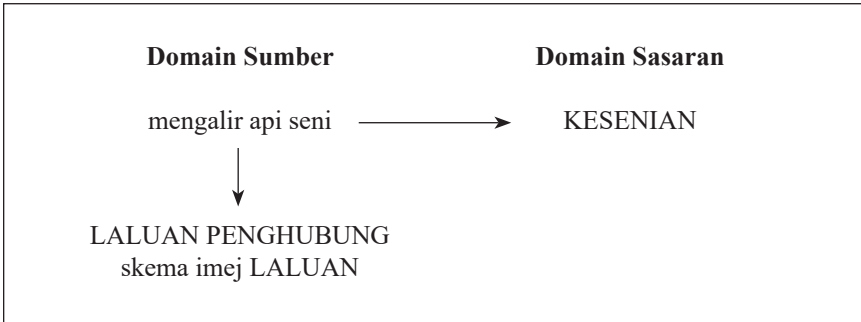 Domain Sumber Domain Sasaran
mengalir api seni KESENIAN
LALUAN PENGHUBUNG
skema imej LALUAN